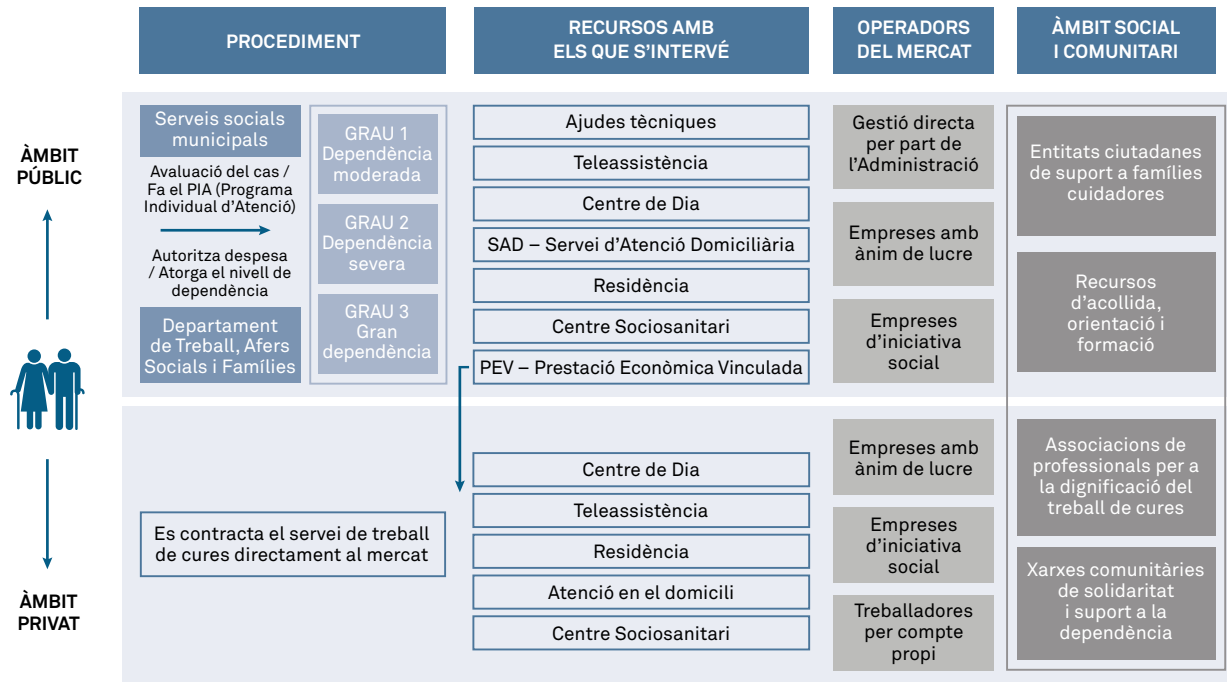 PROCEDIMENT
RECURSOS AMB
ELS QUE S'INTERVÉ
OPERADORS
DEL MERCAT
ÀMBIT SOCIAL
I COMUNITARI
ÀMBIT
PÚBLIC
Serveis socials
municipals
Avaluació del cas /
Fa el PIA (Programa
Individual d'Atenció)
Autoritza despesa
/ Atorga el nivell de
dependència
Departament
de Treball, Afers
Socials i Famílies
GRAU 1
Dependència
moderada
GRAU 2
Dependència
severa
GRAU 3
Gran
dependència
Ajudes tècniques
Teleassistència
Centre de Dia
SAD – Servei d'Atenció Domiciliària
Residència
Centre Sociosanitari
PEV – Prestació Econòmica Vinculada
Gestió directa
per part de
l'Administració
Empreses amb
ànim de lucre
Empreses
d'iniciativa
social
Entitats ciutadanes
de suport a famílies
cuidadores
Recursos
d'acollida,
orientació i
formació
ÀMBIT
PRIVAT
Es contracta el servei de treball
de cures directament al mercat
Centre de Dia
Teleassistència
Residència
Atenció en el domicili
Centre Sociosanitari
Empreses amb
ànim de lucre
Empreses
d'iniciativa
social
Treballadores
per compte
propi
Associacions de
professionals per a
la dignificació del
treball de cures
Xarxes comunitàries
de solidaritat
i suport a la
dependència